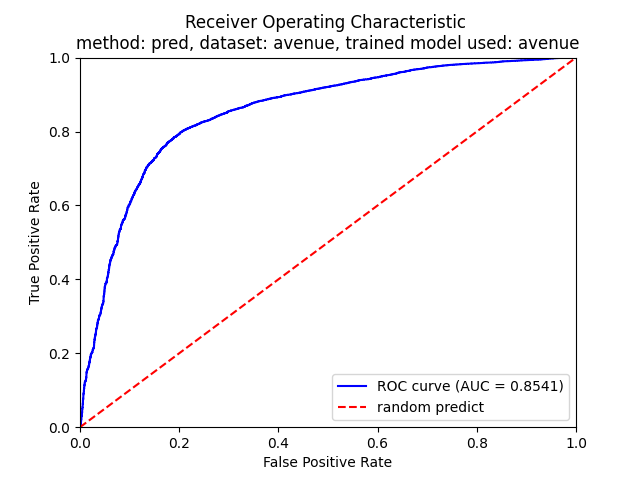 Receiver Operating Characteristic
method: pred, dataset: avenue, trained model used: avenue
1.0
0.8
0.6
0.4
0.2
0.0
True Positive Rate
ROC curve (AUC = 0.8541)
random predict
0.0 0.2 0.4 0.6 0.8 1.0
False Positive Rate